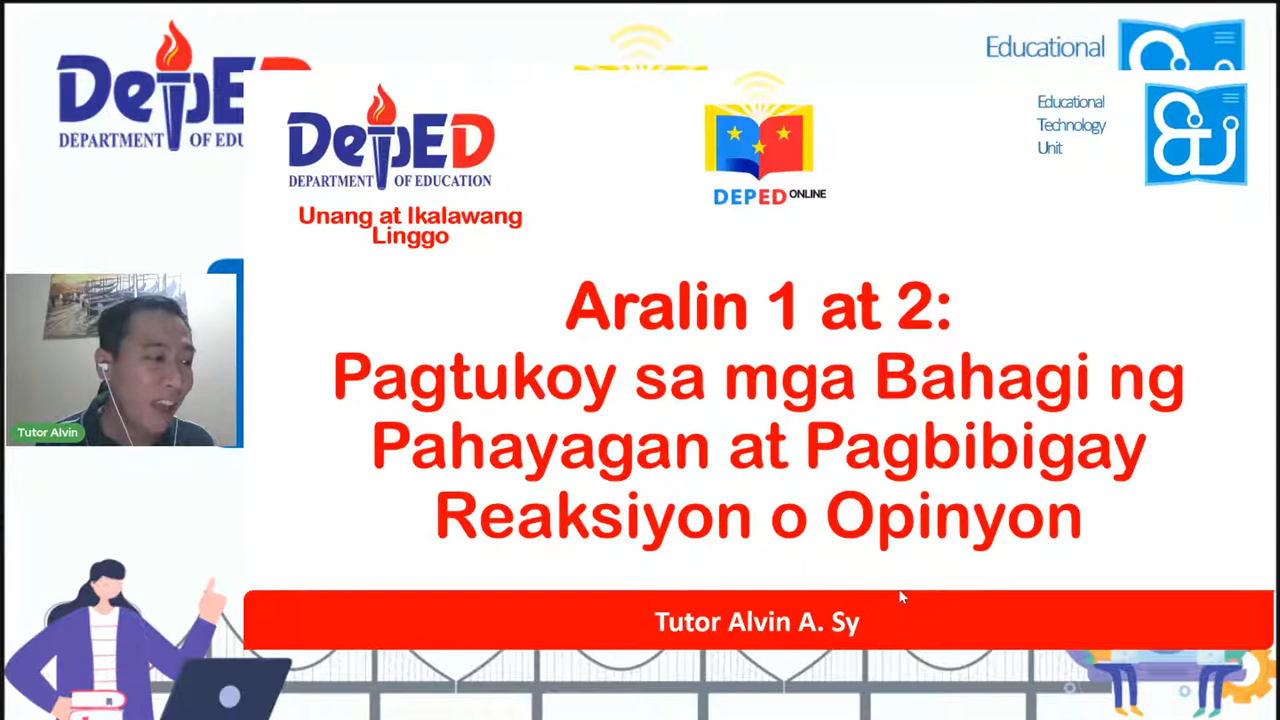 DepED
DEPARTMENT OF EDU
Educational
DepED
DEPARTMENT OF EDUCATION
DEPED ONLINE
Educational
Technology
Unit
Unang at Ikalawang
Linggo
Aralin 1 at 2:
Pagtukoy sa mga Bahagi ng
Pahayagan at Pagbibigay
Reaksiyon o Opinyon
Tutor Alvin
Tutor Alvin A. Sy